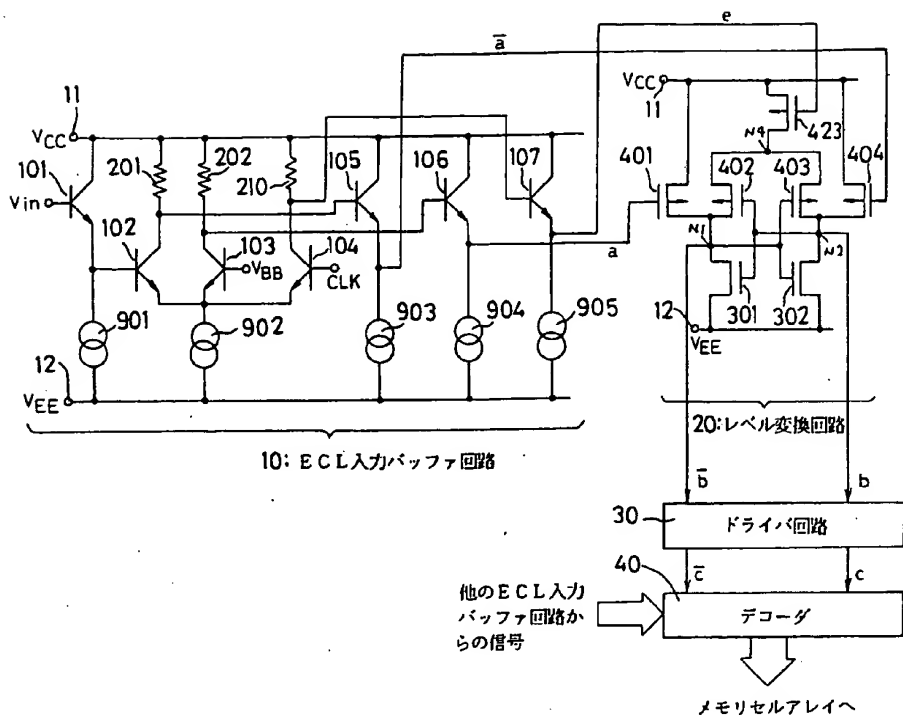 e
a̅
11
VCC
11
N4
423
VCC
101
201
202
210
105
106
107
401
402
403
404
Vin
102
103
VBB
104
CLK
a
N1
N2
301
302
901
902
903
904
905
12
VEE
12
VEE
20:レベル変換回路
10:ECL入力バッファ回路
b̅
b
30
ドライバ回路
c̅
c
40
他のECL入力
バッファ回路か
らの信号
デコーダ
メモリセルアレイへ